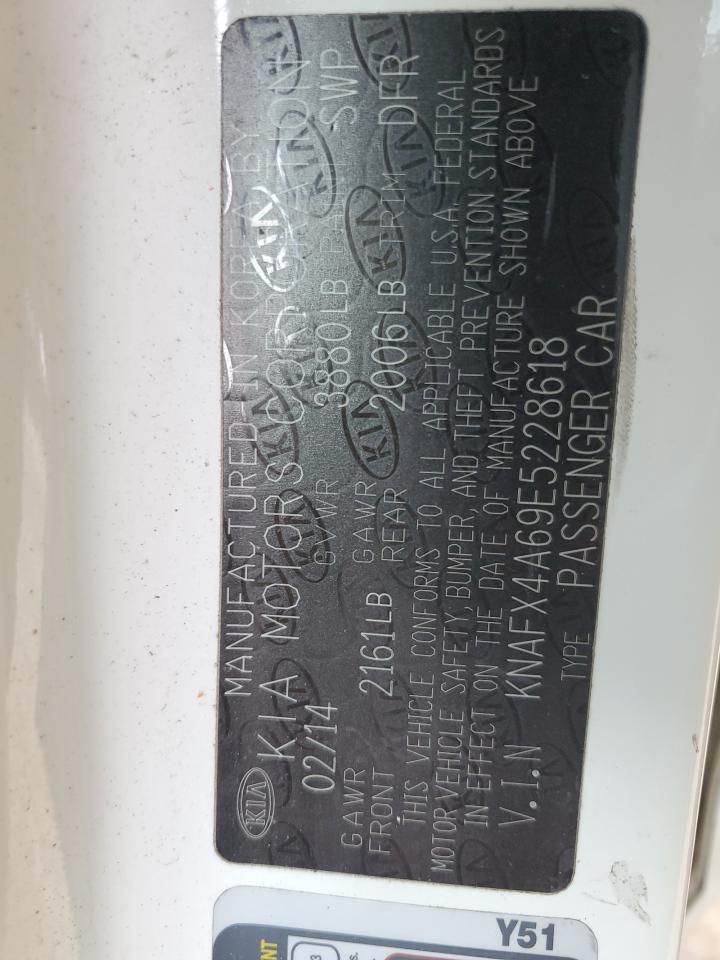 MANUFACTURED IN KOREA BY
KIA KIA MOTORS CORPORATION
02/14 GVWR 3880LB PAINT SWP
GAWR FRONT 2161LB GAWR REAR 2006LB TRIM DFR
THIS VEHICLE CONFORMS TO ALL APPLICABLE U.S.A. FEDERAL
MOTOR VEHICLE SAFETY, BUMPER, AND THEFT PREVENTION STANDARDS
IN EFFECT ON THE DATE OF MANUFACTURE SHOWN ABOVE
V.I.N KNAFX4A69E5228618
TYPE PASSENGER CAR
Y51